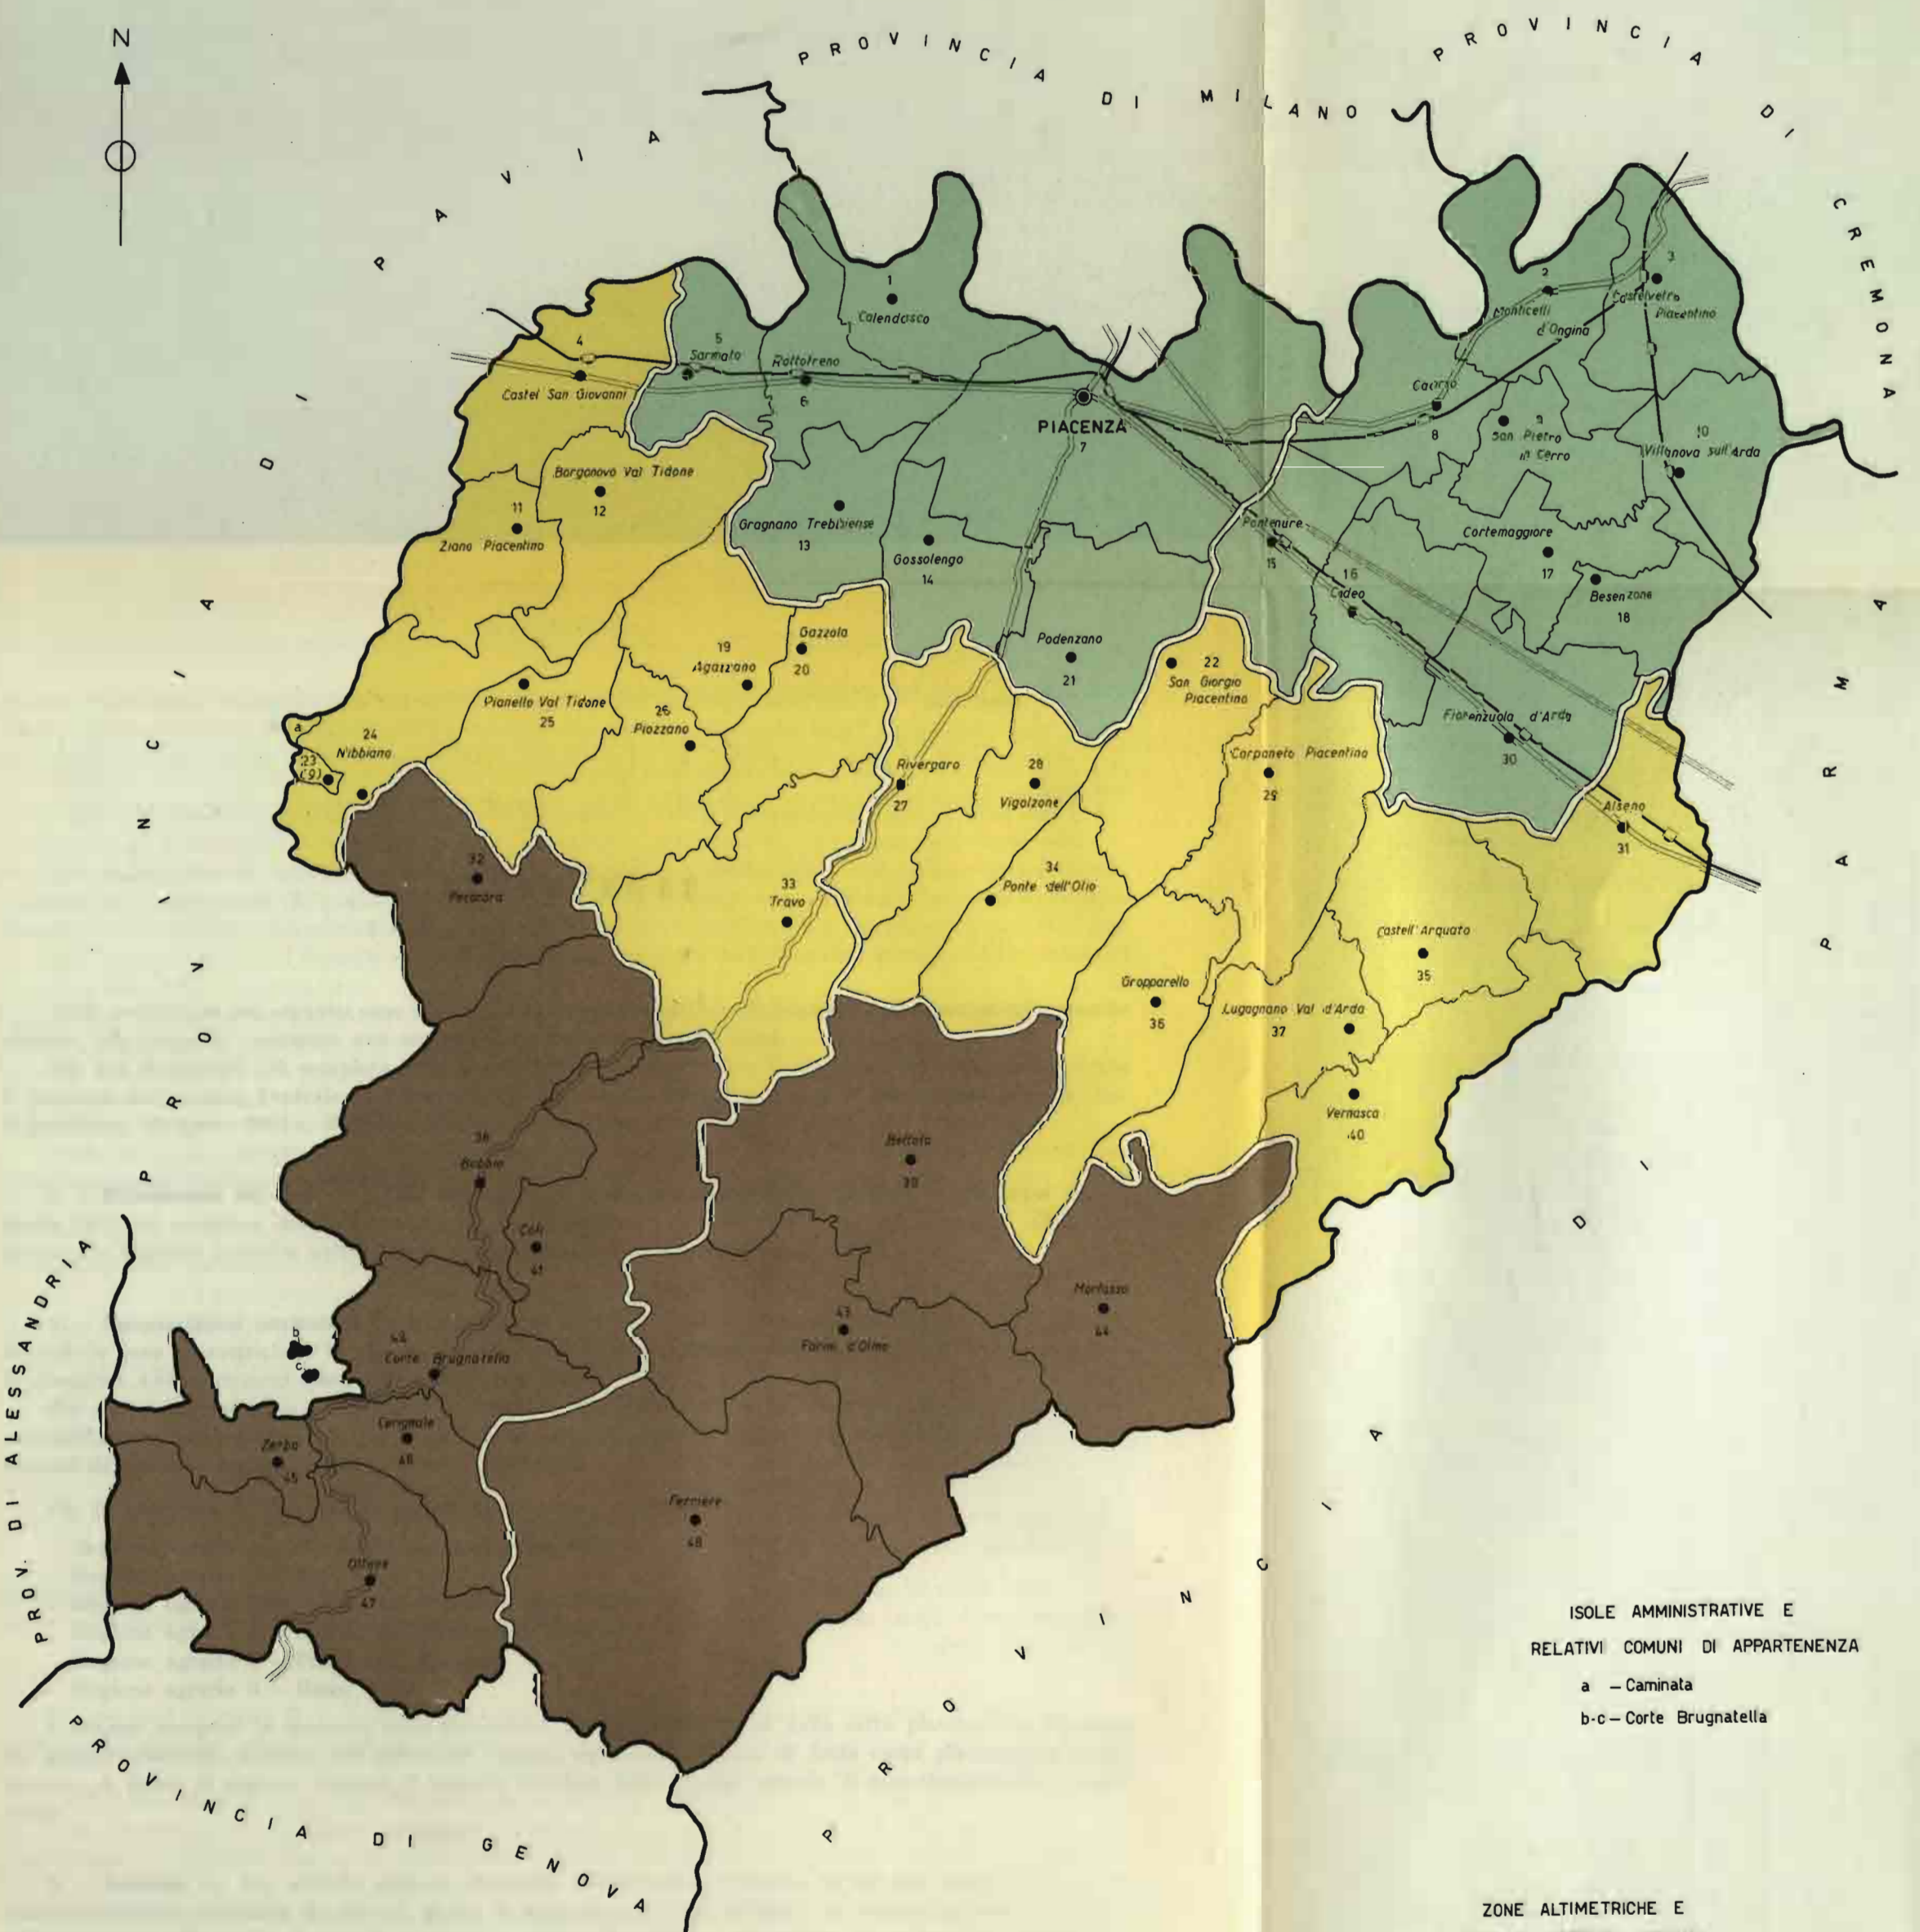 N
PROVINCIA DI PAVIA
PROVINCIA DI MILANO
PROVINCIA DI CREMONA
1
Calendasco
2
Monticelli d'Ongina
3
Castelvetro Piacentino
4
Castel San Giovanni
5
Sarmato
Rottofreno
6
PIACENZA
7
Caorso
8
9
San Pietro in Cerro
10
Villanova sull'Arda
11
Ziano Piacentino
Borgonovo Val Tidone
12
Gragnano Trebbiense
13
Gossolengo
14
Pontenure
15
16
Cadeo
Cortemaggiore
17
Besenzone
18
19
Agazzano
Gazzola
20
Podenzano
21
22
San Giorgio Piacentino
a
23
(9)
24
Nibbiano
Pianello Val Tidone
25
26
Piozzano
Rivergaro
27
28
Vigolzone
Carpaneto Piacentino
29
Fiorenzuola d'Arda
30
Alseno
31
32
Pecorara
33
Travo
34
Ponte dell'Olio
Castell'Arquato
35
Gropparello
36
Lugagnano Val d'Arda
37
38
Bobbio
Bettola
39
Vernasca
40
Coli
41
42
Corte Brugnatella
43
Farini d'Olmo
Morfasso
44
b
c
Zerba
45
Cerignale
46
Ottone
47
Ferriere
48
PROV. DI ALESSANDRIA
PROVINCIA DI GENOVA
PROVINCIA DI PARMA
ISOLE AMMINISTRATIVE E
RELATIVI COMUNI DI APPARTENENZA
a – Caminata
b-c – Corte Brugnatella
ZONE ALTIMETRICHE E